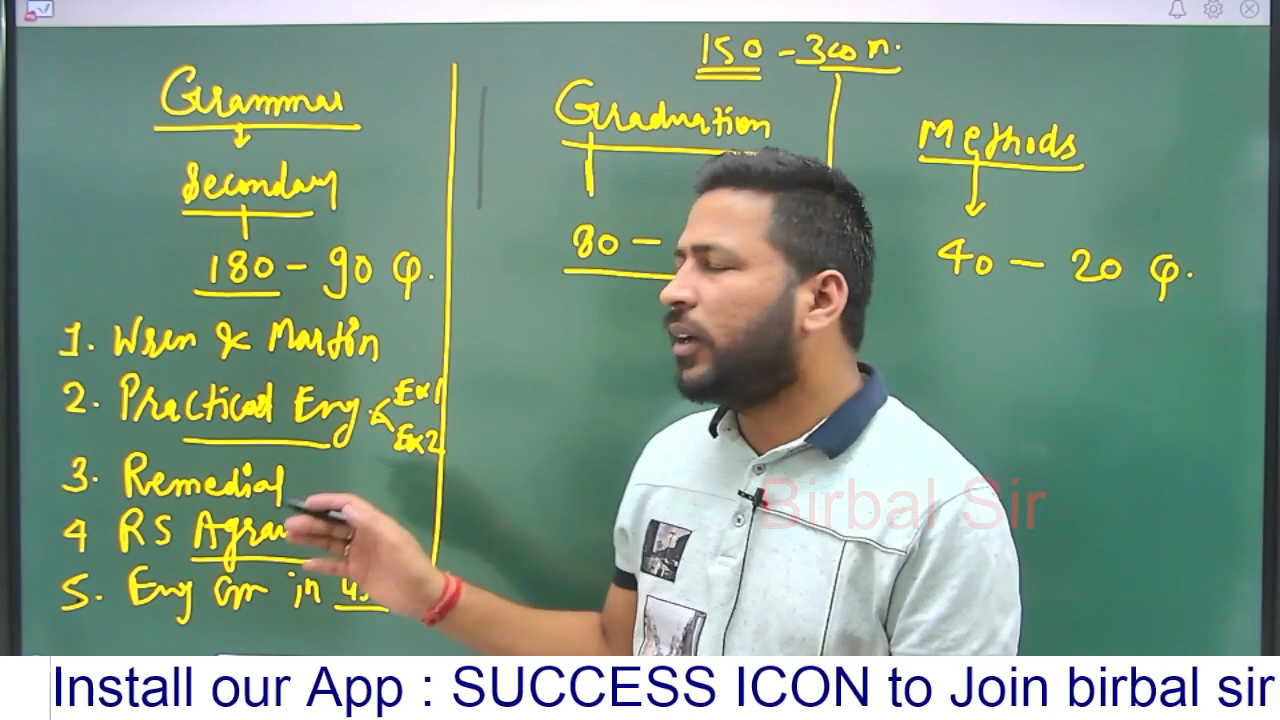 150 - 300 m.
Grammar
Secondary
180 - 90 Q.
1. Wren & Martin
2. Practical Eng. Ex1
Ex2
3. Remedial
4 RS
5. Eng Gr in
Graduation
80 -
Methods
40 - 20 Q.
Birbal Sir
Install our App : SUCCESS ICON to Join birbal sir